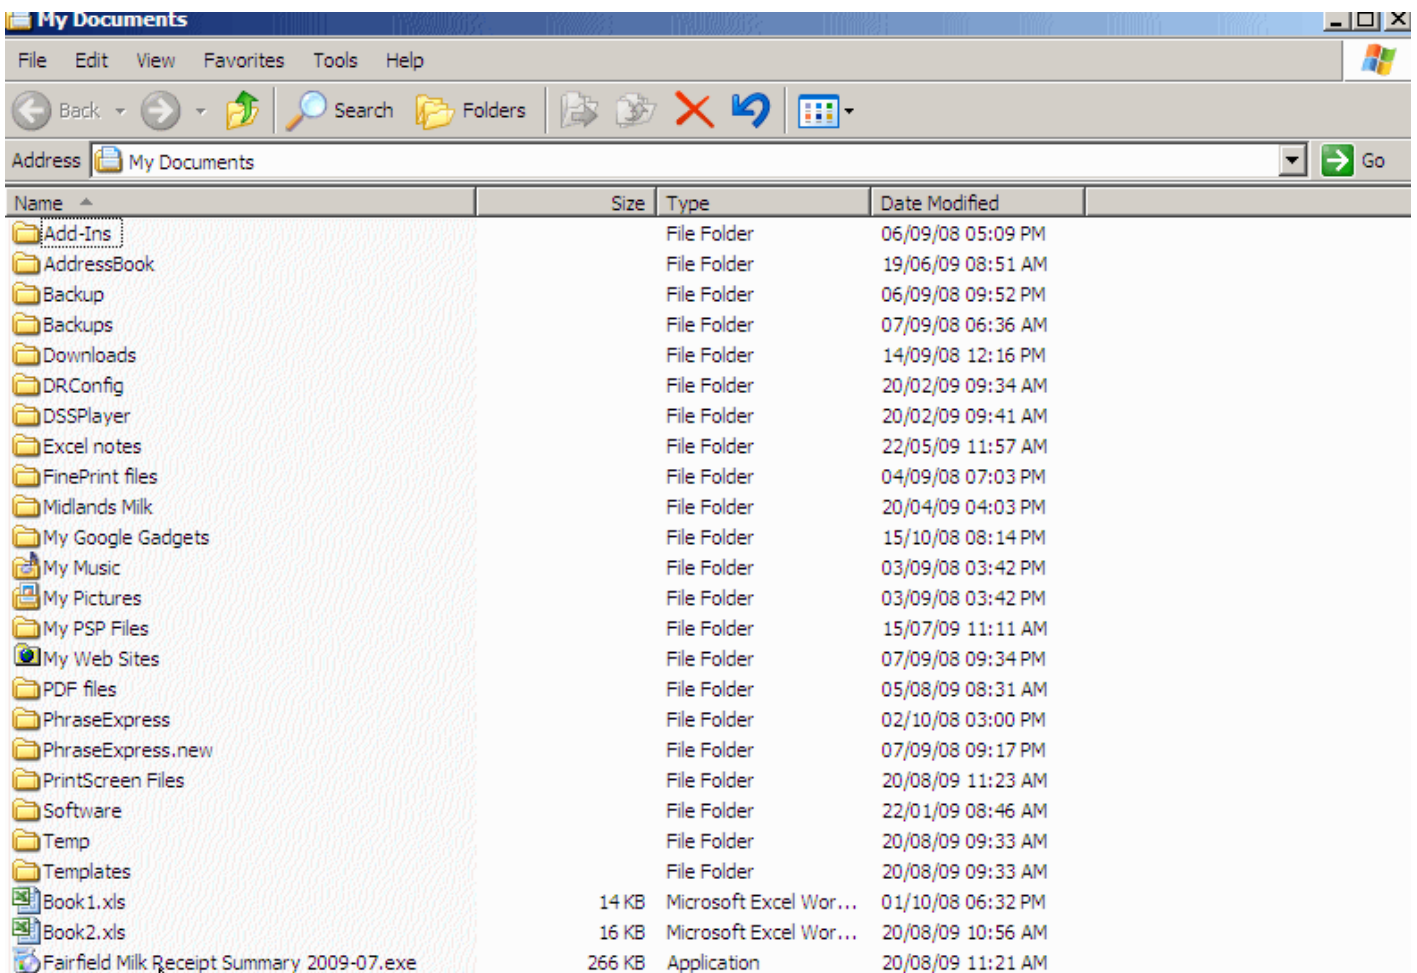 My Documents
File Edit View Favorites Tools Help
Back Search Folders
Address My Documents Go
Name Size Type Date Modified
Add-Ins File Folder 06/09/08 05:09 PM
AddressBook File Folder 19/06/09 08:51 AM
Backup File Folder 06/09/08 09:52 PM
Backups File Folder 07/09/08 06:36 AM
Downloads File Folder 14/09/08 12:16 PM
DRConfig File Folder 20/02/09 09:34 AM
DSSPlayer File Folder 20/02/09 09:41 AM
Excel notes File Folder 22/05/09 11:57 AM
FinePrint files File Folder 04/09/08 07:03 PM
Midlands Milk File Folder 20/04/09 04:03 PM
My Google Gadgets File Folder 15/10/08 08:14 PM
My Music File Folder 03/09/08 03:42 PM
My Pictures File Folder 03/09/08 03:42 PM
My PSP Files File Folder 15/07/09 11:11 AM
My Web Sites File Folder 07/09/08 09:34 PM
PDF files File Folder 05/08/09 08:31 AM
PhraseExpress File Folder 02/10/08 03:00 PM
PhraseExpress.new File Folder 07/09/08 09:17 PM
PrintScreen Files File Folder 20/08/09 11:23 AM
Software File Folder 22/01/09 08:46 AM
Temp File Folder 20/08/09 09:33 AM
Templates File Folder 20/08/09 09:33 AM
Book1.xls 14 KB Microsoft Excel Wor... 01/10/08 06:32 PM
Book2.xls 16 KB Microsoft Excel Wor... 20/08/09 10:56 AM
Fairfield Milk Receipt Summary 2009-07.exe 266 KB Application 20/08/09 11:21 AM